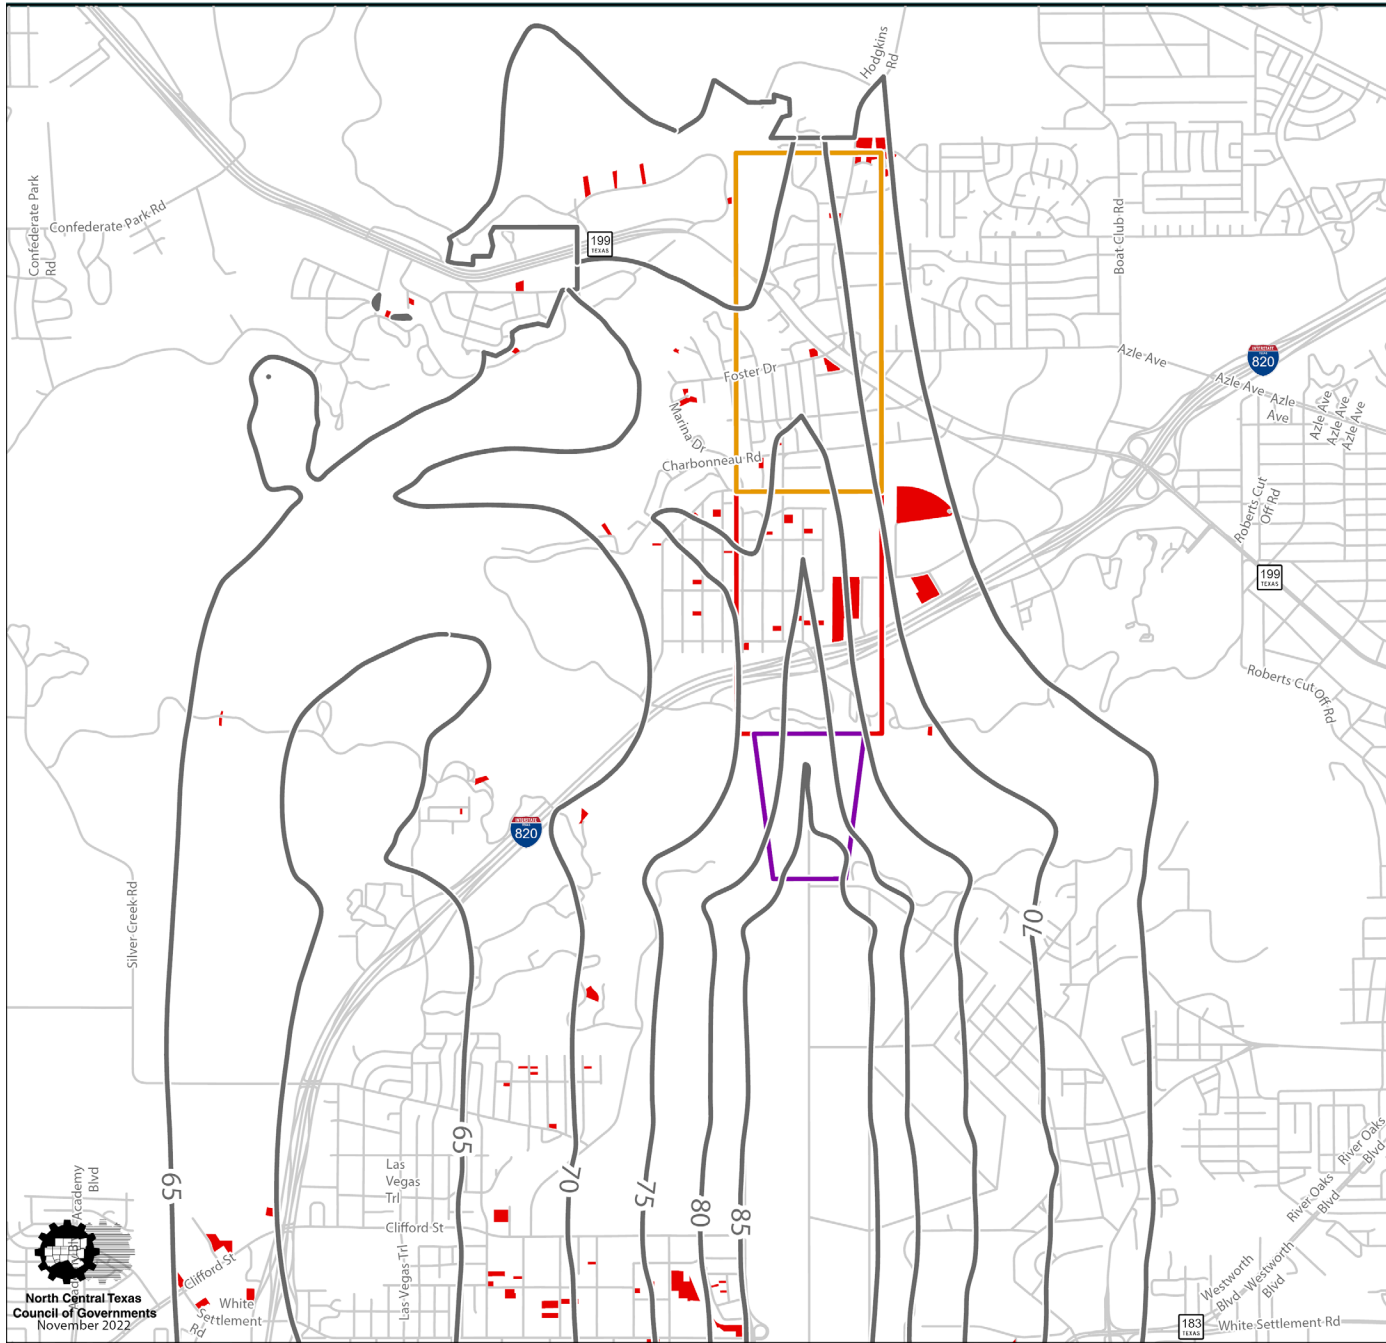 Hodgkins
Rd
Confederate Park
Rd
Confederate Park Rd
199
TEXAS
Boat Club Rd
Azle Ave
INTERSTATE
820
Azle Ave
Azle
Ave
Azle Ave
Azle Ave
Azle Ave
Foster Dr
Marina Dr
Charbonneau Rd
Roberts Cut
Off Rd
199
TEXAS
Roberts Cut Off Rd
INTERSTATE
820
Silver Creek Rd
70
65
65
70
75
80
85
Las
Vegas
Trl
Clifford St
Las Vegas Trl
Academy
Blvd
Academy Blvd
Clifford St
White
Settlement
Rd
River Oaks
Blvd
River Oaks
Blvd
Westworth
Blvd
Westworth
Blvd
183
TEXAS
White Settlement Rd
North Central Texas
Council of Governments
November 2022